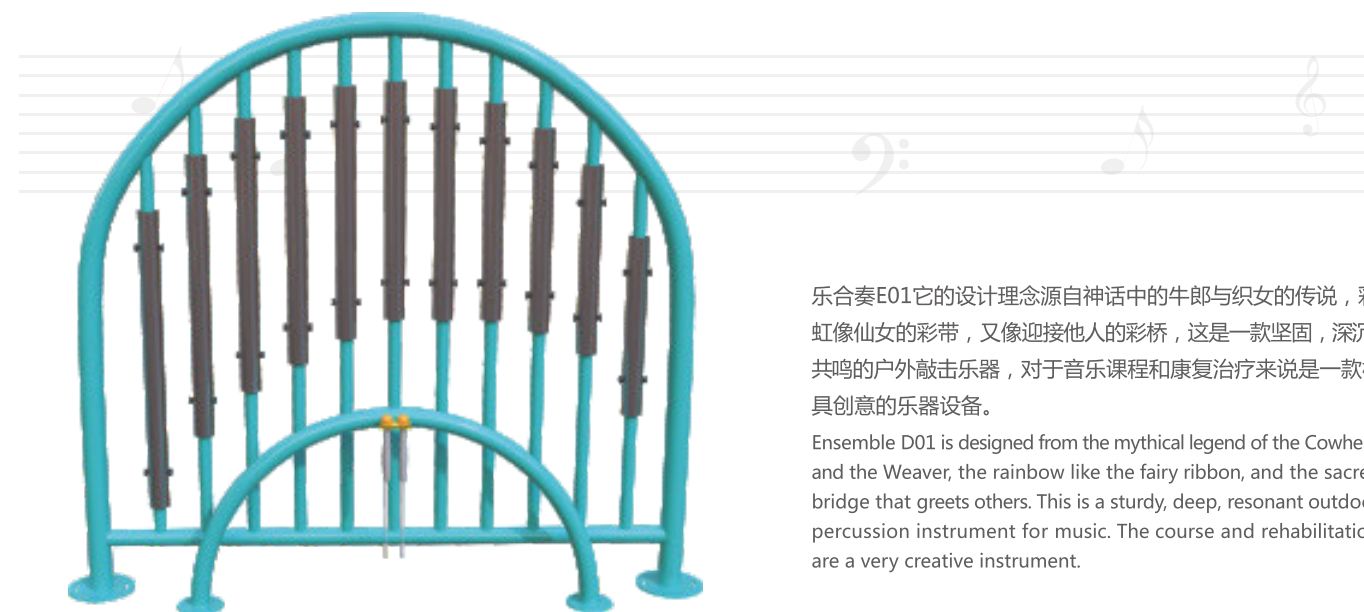 乐合奏E01它的设计理念源自神话中的牛郎与织女的传说，
虹像仙女的彩带，又像迎接他人的彩桥，这是一款坚固，深
共鸣的户外敲击乐器，对于音乐课程和康复治疗来说是一款
具创意的乐器设备。
Ensemble D01 is designed from the mythical legend of the
and the Weaver, the rainbow like the fairy ribbon, and the
bridge that greets others. This is a sturdy, deep, resonant
percussion instrument for music. The course and
are a very creative instrument.